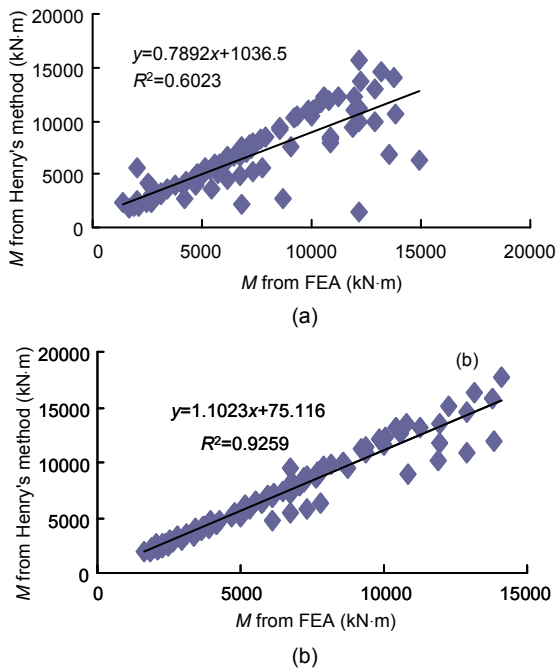 20000
15000
10000
5000
0
M from Henry's method (kN·m)
y=0.7892x+1036.5
R²=0.6023
0 5000 10000 15000 20000
M from FEA (kN·m)
(a)
20000
15000
10000
5000
0
M from Henry's method (kN·m)
(b)
y=1.1023x+75.116
R²=0.9259
0 5000 10000 15000
M from FEA (kN·m)
(b)